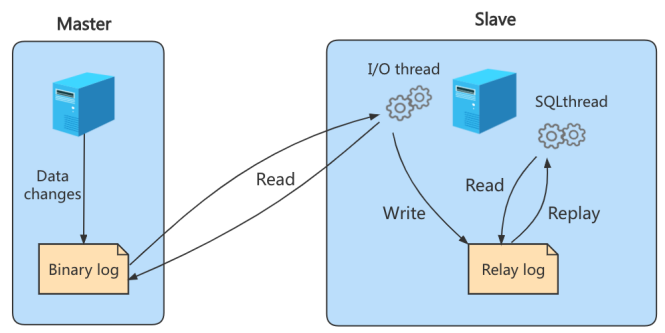 Master
Slave
I/O thread
SQLthread
Data
changes
Read
Read
Write
Replay
Binary log
Relay log